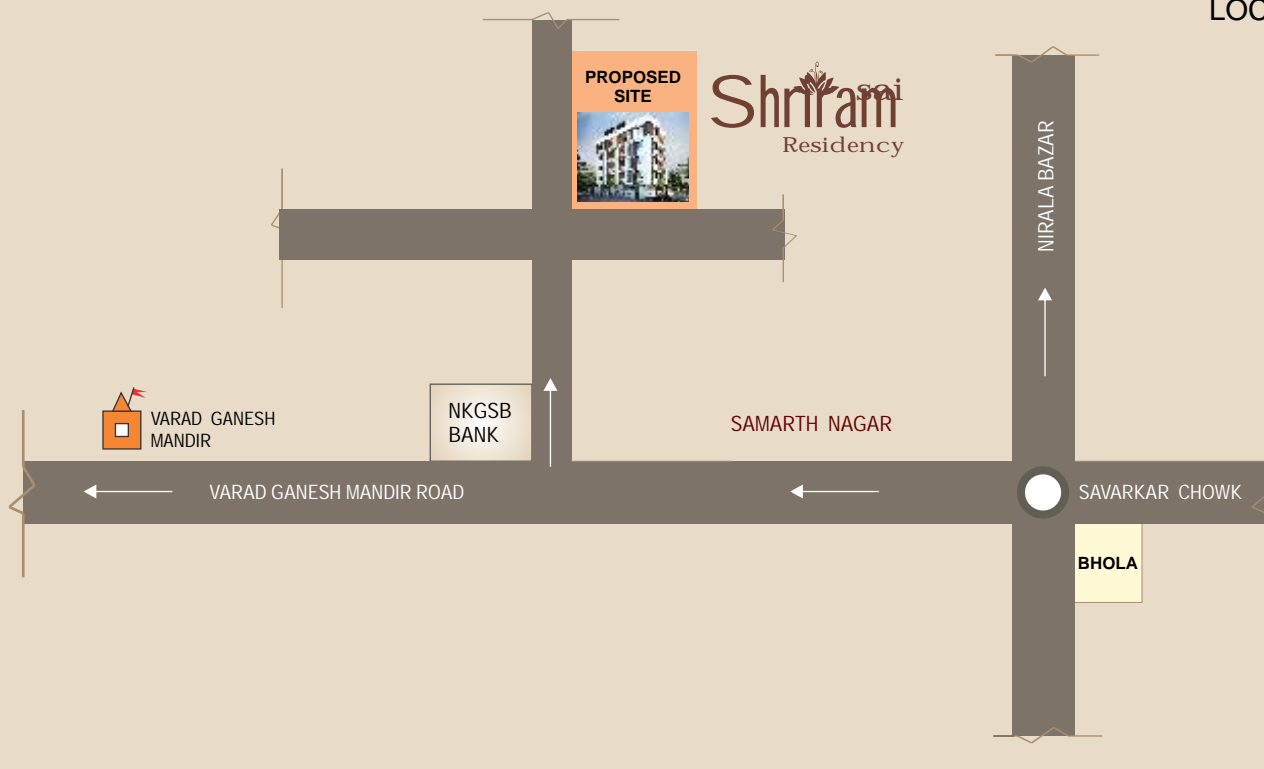 LOC
PROPOSED
SITE
sai
Shriram
Residency
NIRALA BAZAR
VARAD GANESH
MANDIR
NKGSB
BANK
SAMARTH NAGAR
VARAD GANESH MANDIR ROAD
SAVARKAR CHOWK
BHOLA